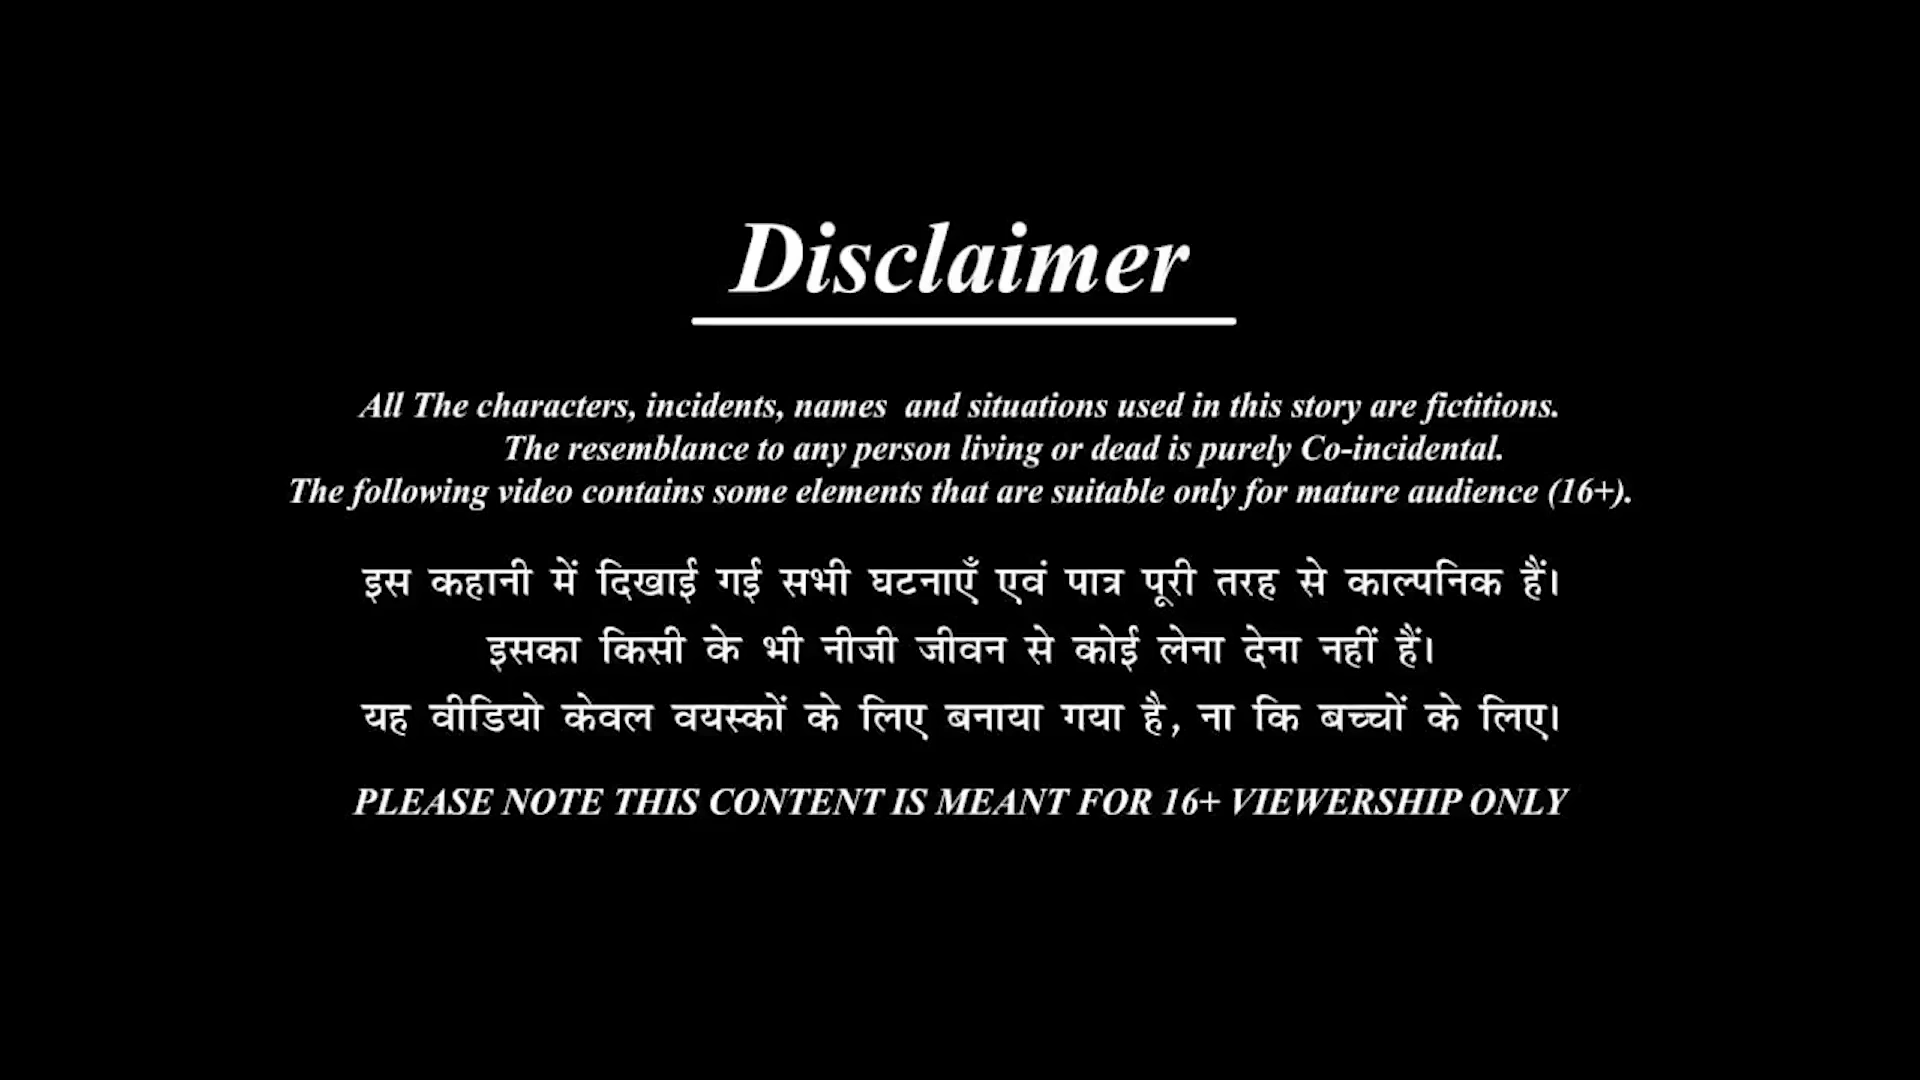 Disclaimer
All The characters, incidents, names and situations used in this story are fictitions.
The resemblance to any person living or dead is purely Co-incidental.
The following video contains some elements that are suitable only for mature audience (16+).
इस कहानी में दिखाई गई सभी घटनाएँ एवं पात्र पूरी तरह से काल्पनिक हैं।
इसका किसी के भी नीजी जीवन से कोई लेना देना नहीं हैं।
यह वीडियो केवल वयस्कों के लिए बनाया गया है, ना कि बच्चों के लिए।
PLEASE NOTE THIS CONTENT IS MEANT FOR 16+ VIEWERSHIP ONLY